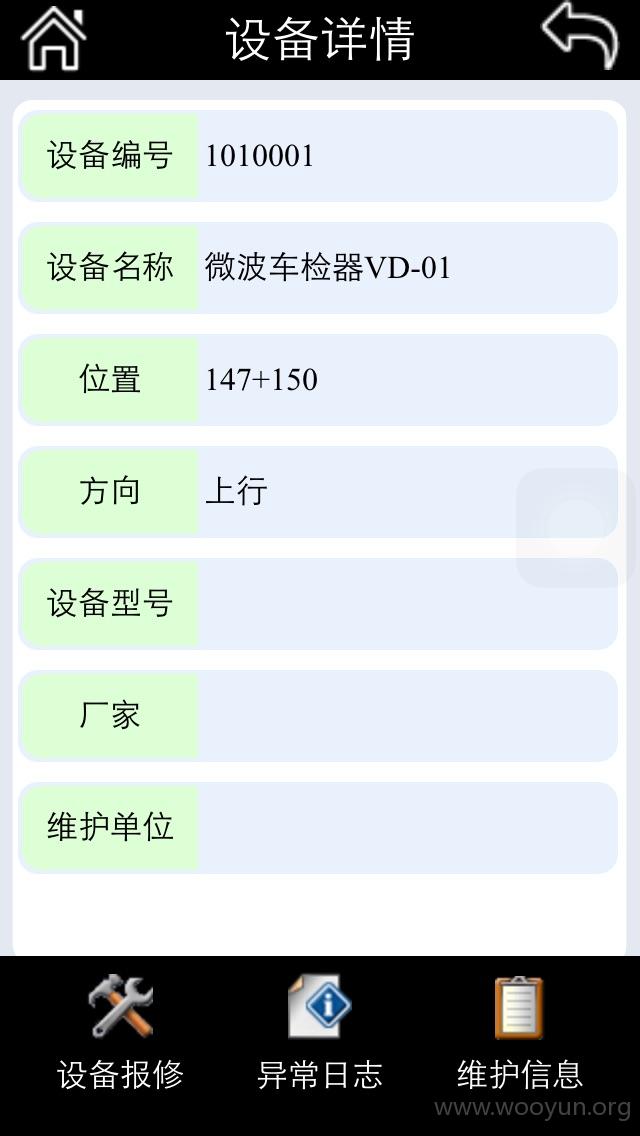 设备详情
设备编号 1010001
设备名称 微波车检器VD-01
位置 147+150
方向 上行
设备型号
厂家
维护单位
设备报修 异常日志 维护信息
www.wooyun.org